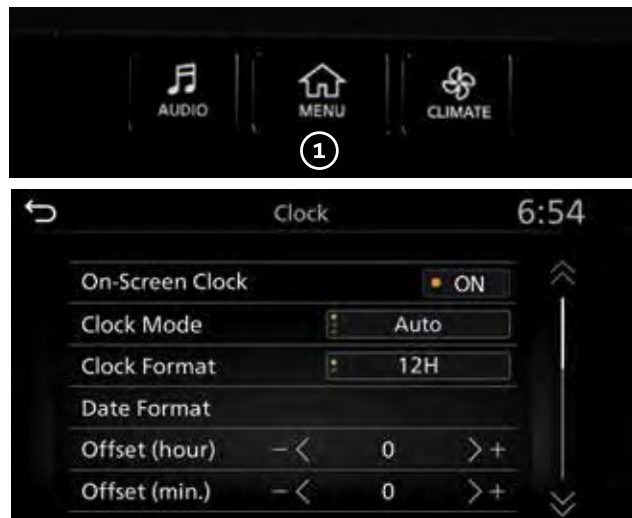 AUDIO MENU CLIMATE
1
Clock 6:54
On-Screen Clock ON
Clock Mode Auto
Clock Format 12H
Date Format
Offset (hour) -< 0 >+
Offset (min.) -< 0 >+